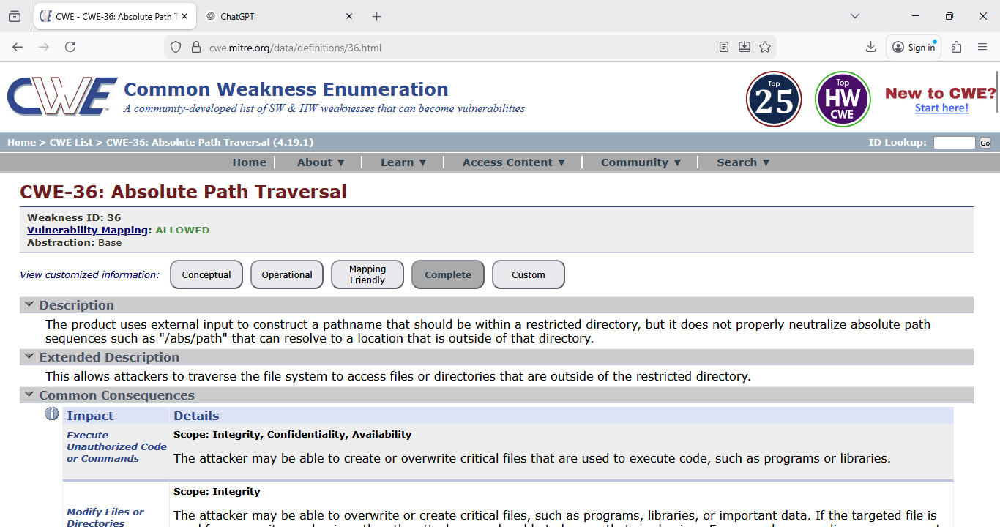 CWE - CWE-36: Absolute Path T
ChatGPT
cwe.mitre.org/data/definitions/36.html
Sign in
CWE
Common Weakness Enumeration
A community-developed list of SW & HW weaknesses that can become vulnerabilities
Top
25
Top
HW
CWE
New to CWE?
Start here!
Home > CWE List > CWE-36: Absolute Path Traversal (4.19.1)
ID Lookup:
Go
Home
About ▼
Learn ▼
Access Content ▼
Community ▼
Search ▼
CWE-36: Absolute Path Traversal
Weakness ID: 36
Vulnerability Mapping: ALLOWED
Abstraction: Base
View customized information:
Conceptual
Operational
Mapping
Friendly
Complete
Custom
Description
The product uses external input to construct a pathname that should be within a restricted directory, but it does not properly neutralize absolute path
sequences such as "/abs/path" that can resolve to a location that is outside of that directory.
Extended Description
This allows attackers to traverse the file system to access files or directories that are outside of the restricted directory.
Common Consequences
Impact
Details
Execute
Unauthorized Code
or Commands
Scope: Integrity, Confidentiality, Availability
The attacker may be able to create or overwrite critical files that are used to execute code, such as programs or libraries.
Modify Files or
Directories
Scope: Integrity
The attacker may be able to overwrite or create critical files, such as programs, libraries, or important data. If the targeted file is